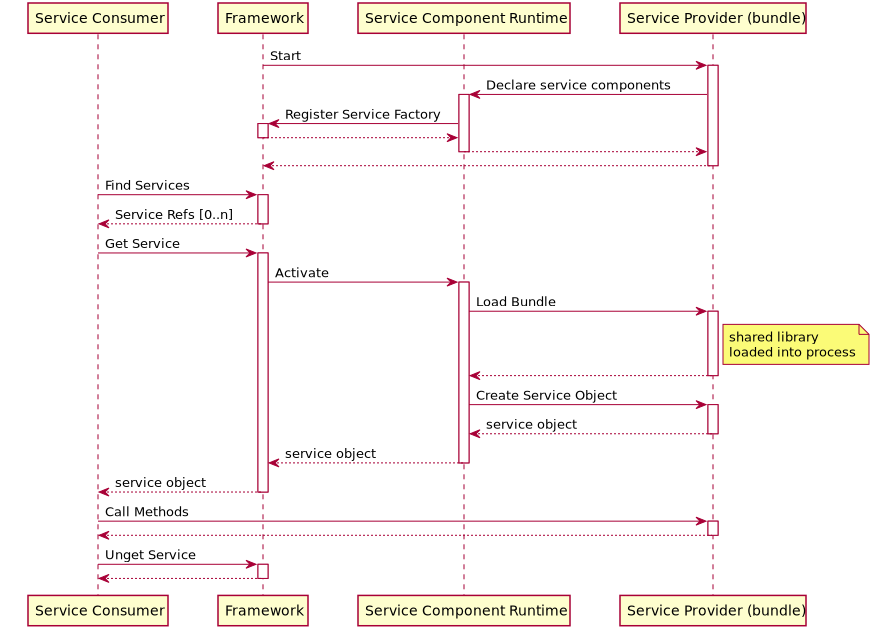 Service Consumer
Framework
Service Component Runtime
Service Provider (bundle)
Start
Declare service components
Register Service Factory
Find Services
Service Refs [0..n]
Get Service
Activate
Load Bundle
shared library
loaded into process
Create Service Object
service object
service object
service object
Call Methods
Unget Service
Service Consumer
Framework
Service Component Runtime
Service Provider (bundle)